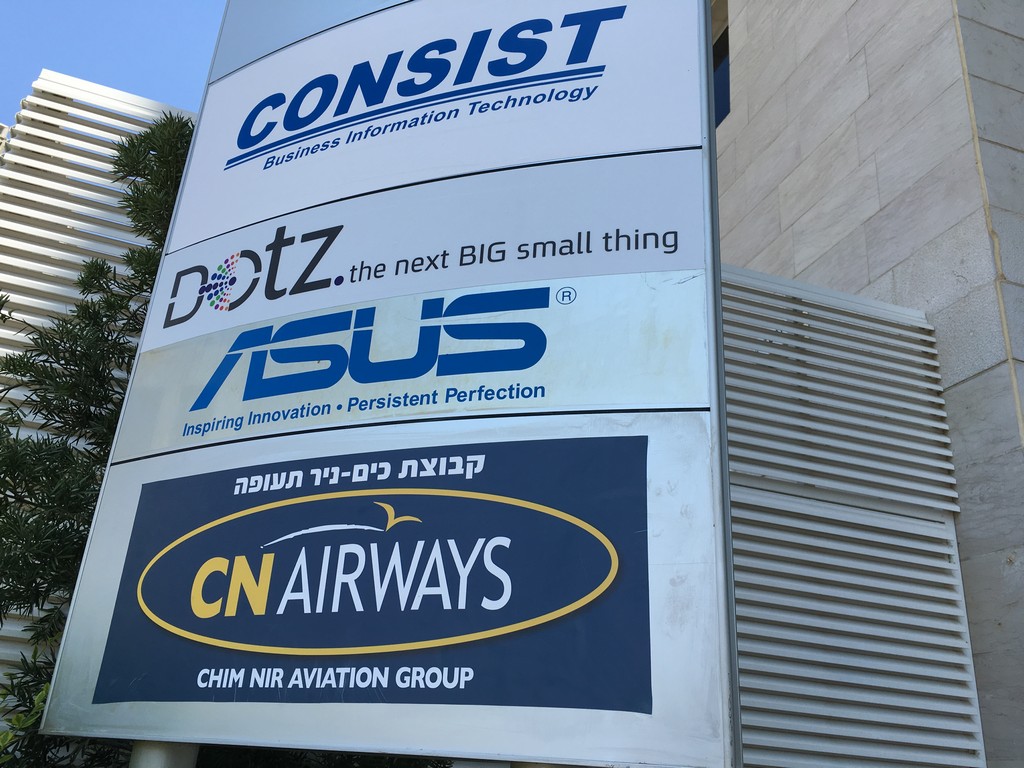 CONSIST
Business Information Technology
Dotz. the next BIG small thing
ASUS®
Inspiring Innovation • Persistent Perfection
קבוצת כים-ניר תעופה
CN AIRWAYS
CHIM NIR AVIATION GROUP